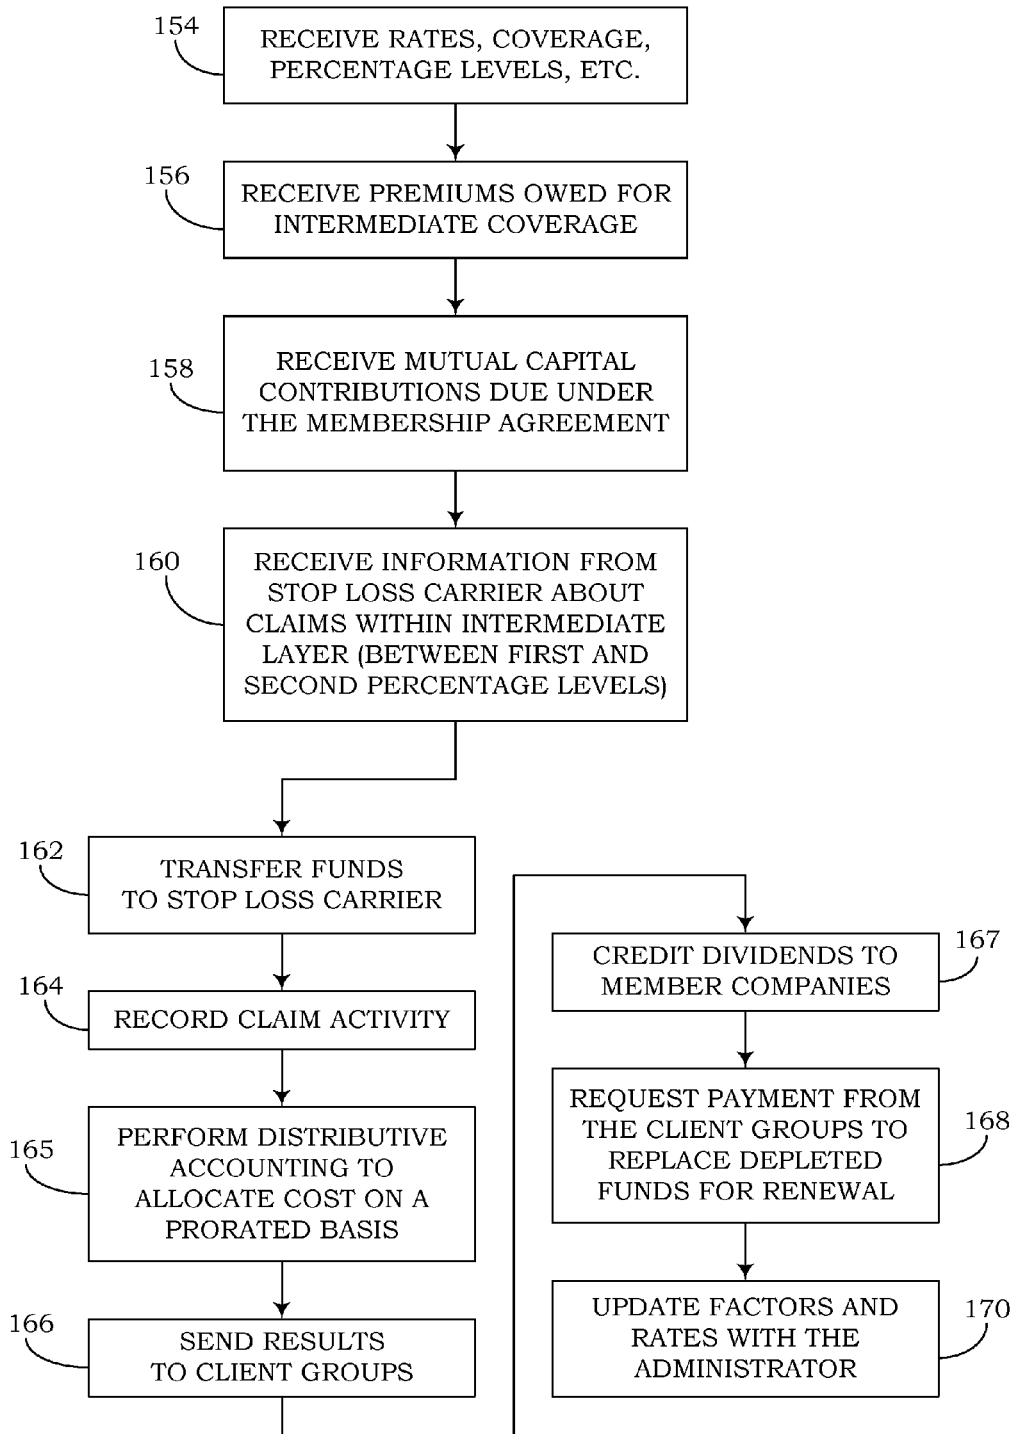 154
RECEIVE RATES, COVERAGE,
PERCENTAGE LEVELS, ETC.
156
RECEIVE PREMIUMS OWED FOR
INTERMEDIATE COVERAGE
158
RECEIVE MUTUAL CAPITAL
CONTRIBUTIONS DUE UNDER
THE MEMBERSHIP AGREEMENT
160
RECEIVE INFORMATION FROM
STOP LOSS CARRIER ABOUT
CLAIMS WITHIN INTERMEDIATE
LAYER (BETWEEN FIRST AND
SECOND PERCENTAGE LEVELS)
162
TRANSFER FUNDS
TO STOP LOSS CARRIER
164
RECORD CLAIM ACTIVITY
165
PERFORM DISTRIBUTIVE
ACCOUNTING TO
ALLOCATE COST ON A
PRORATED BASIS
166
SEND RESULTS
TO CLIENT GROUPS
167
CREDIT DIVIDENDS TO
MEMBER COMPANIES
168
REQUEST PAYMENT FROM
THE CLIENT GROUPS TO
REPLACE DEPLETED
FUNDS FOR RENEWAL
170
UPDATE FACTORS AND
RATES WITH THE
ADMINISTRATOR